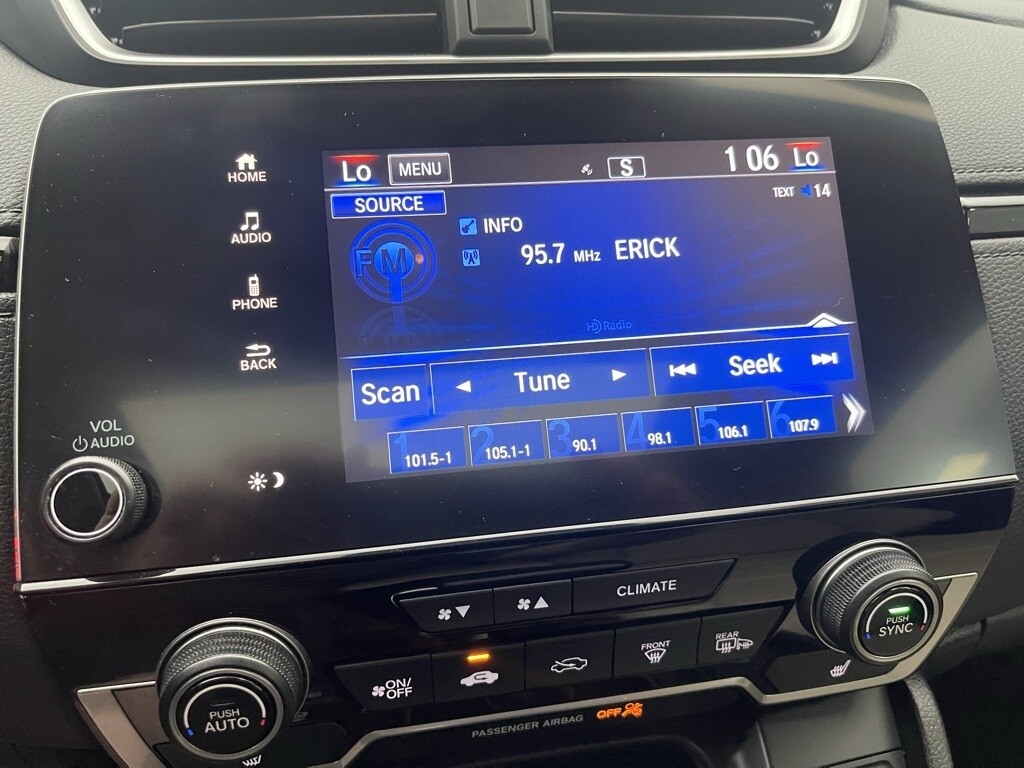 Lo MENU S 1 06 Lo
SOURCE TEXT 14
HOME
INFO
FM 95.7 MHz ERICK
AUDIO
PHONE
HD Radio
BACK
Scan Tune Seek
1 101.5-1 2 105.1-1 3 90.1 4 98.1 5 106.1 6 107.9
VOL
AUDIO
CLIMATE
ON/OFF
FRONT
REAR
PUSH
SYNC
PUSH
AUTO
PASSENGER AIRBAG OFF